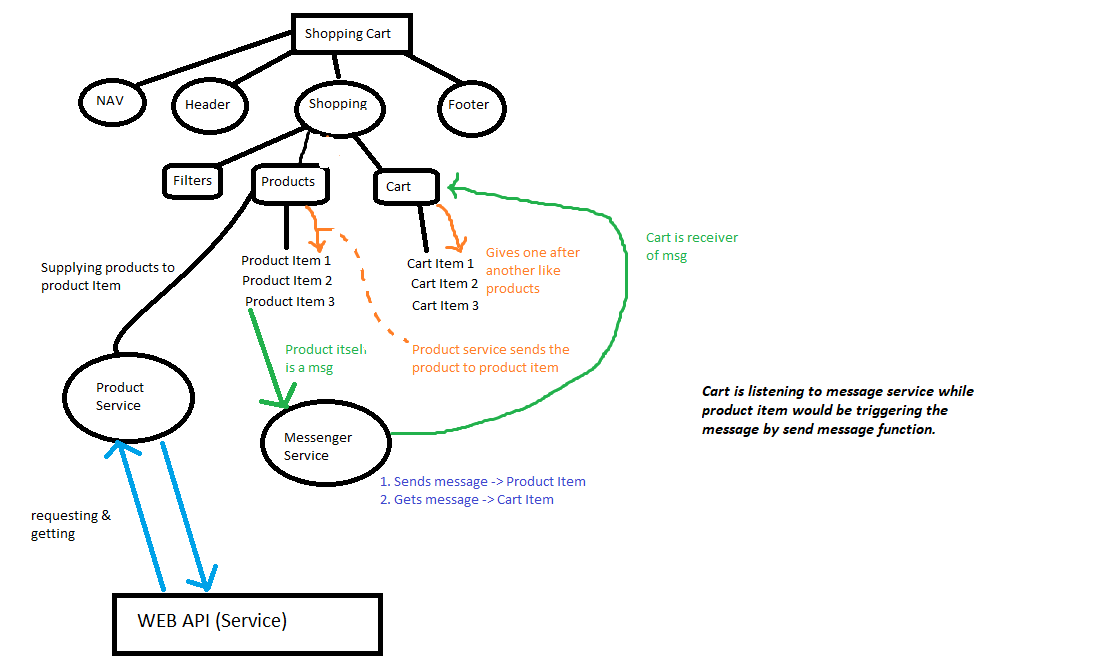 Shopping Cart
NAV
Header
Shopping
Footer
Filters
Products
Cart
Supplying products to
product Item
Product Item 1
Product Item 2
Product Item 3
Cart Item 1
Cart Item 2
Cart Item 3
Gives one after
another like
products
Cart is receiver
of msg
Product itself
is a msg
Product service sends the
product to product item
Product
Service
Messenger
Service
Cart is listening to message service while
product item would be triggering the
message by send message function.
1. Sends message -> Product Item
2. Gets message -> Cart Item
requesting &
getting
WEB API (Service)